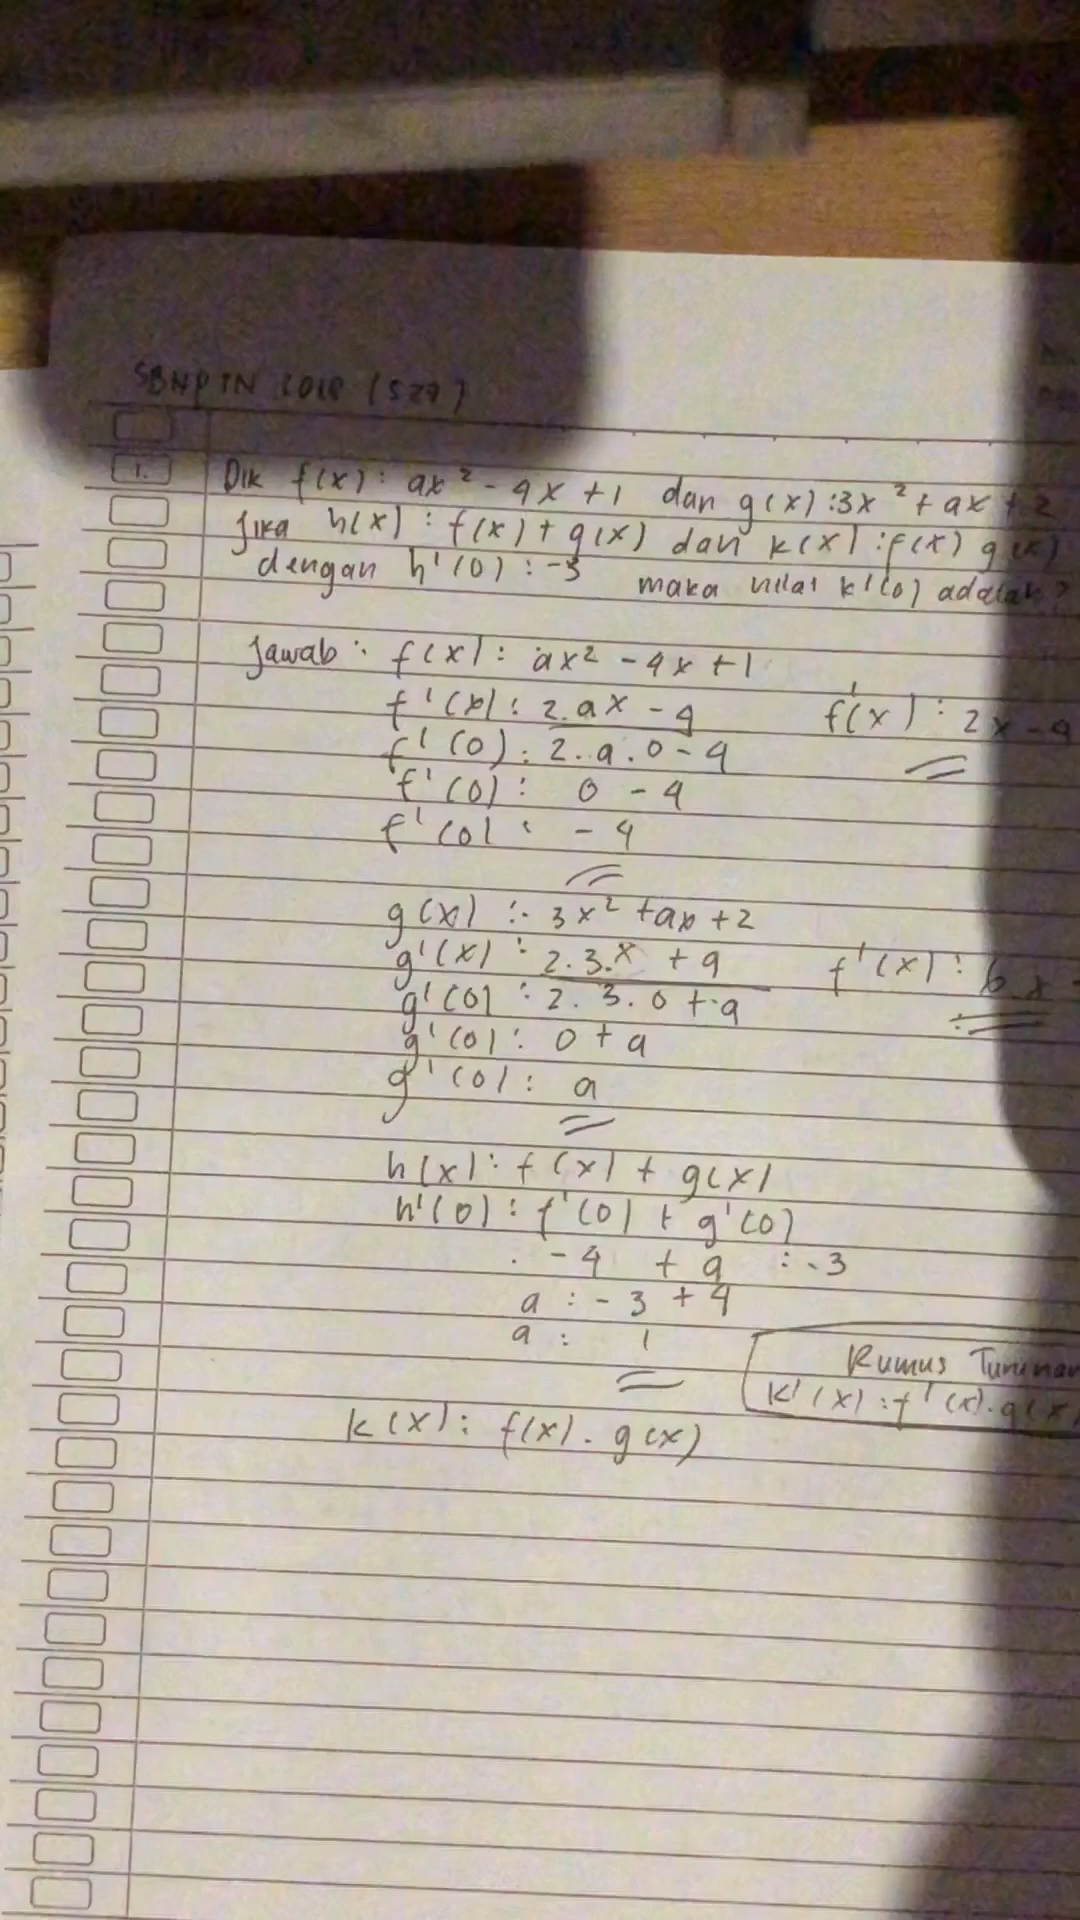 SBMPTN 2018 (527)
1. Dik f(x) : ax² - 4x + 1 dan g(x) : 3x² + ax + 2
Jika h(x) : f(x) + g(x) dan k(x) : f(x) g(x)
dengan h'(0) : -3 maka nilai k'(0) adalah?
Jawab : f(x) : ax² - 4x + 1
f'(x) : 2.ax - 4 f'(x) : 2x - 4
f'(0) : 2.a.0 - 4
f'(0) : 0 - 4
f'(0) : - 4
g(x) : 3x² + ax + 2
g'(x) : 2.3.x + a f'(x) : 6x
g'(0) : 2.3.0 + a
g'(0) : 0 + a
g'(0) : a
h(x) : f(x) + g(x)
h'(0) : f'(0) + g'(0)
: -4 + a : -3
a : -3 + 4
a : 1
Rumus Turunan
k'(x) : f'(x).g(x)
k(x) : f(x) . g(x)